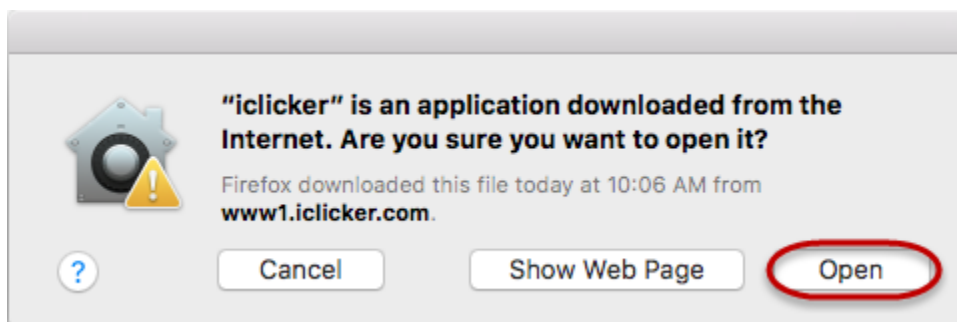 “iclicker” is an application downloaded from the
Internet. Are you sure you want to open it?
Firefox downloaded this file today at 10:06 AM from
www1.iclicker.com.
?
Cancel
Show Web Page
Open